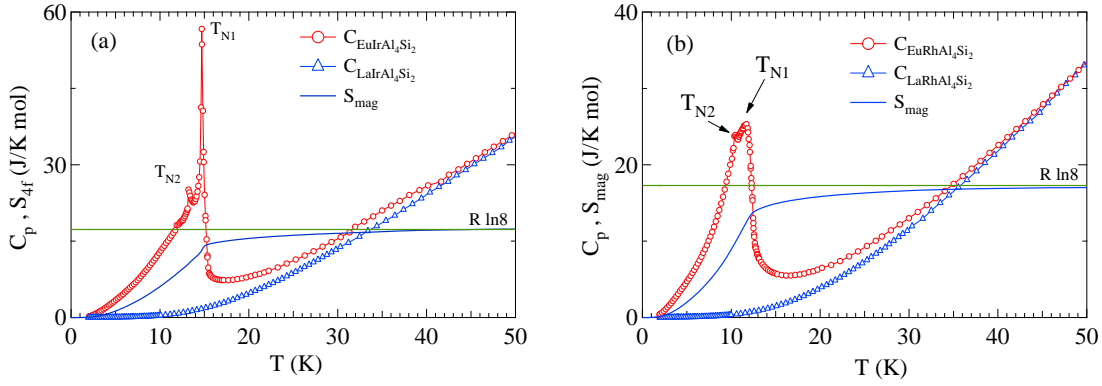 (a)
T_N1
T_N2
C_EuIrAl₄Si₂
C_LaIrAl₄Si₂
S_mag
R ln8
C_p , S_4f (J/K mol)
60
30
0
0 10 20 30 40 50
T (K)
(b)
T_N1
T_N2
C_EuRhAl₄Si₂
C_LaRhAl₄Si₂
S_mag
R ln8
C_p , S_mag (J/K mol)
40
20
0
0 10 20 30 40 50
T (K)